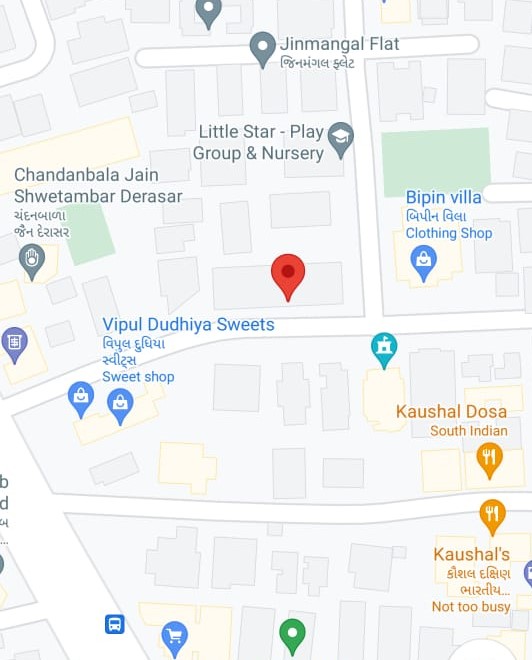 Jinmangal Flat
જિનમંગલ ફ્લેટ
Little Star - Play
Group & Nursery
Chandanbala Jain
Shwetambar Derasar
ચંદનબાળા
જૈન દેરાસર
Bipin villa
બિપીન વિલા
Clothing Shop
Vipul Dudhiya Sweets
વિપુલ દુધિયા
સ્વીટ્સ
Sweet shop
Kaushal Dosa
South Indian
b
d
Kaushal's
કૌશલ દક્ષિણ
ભારતીય...
Not too busy